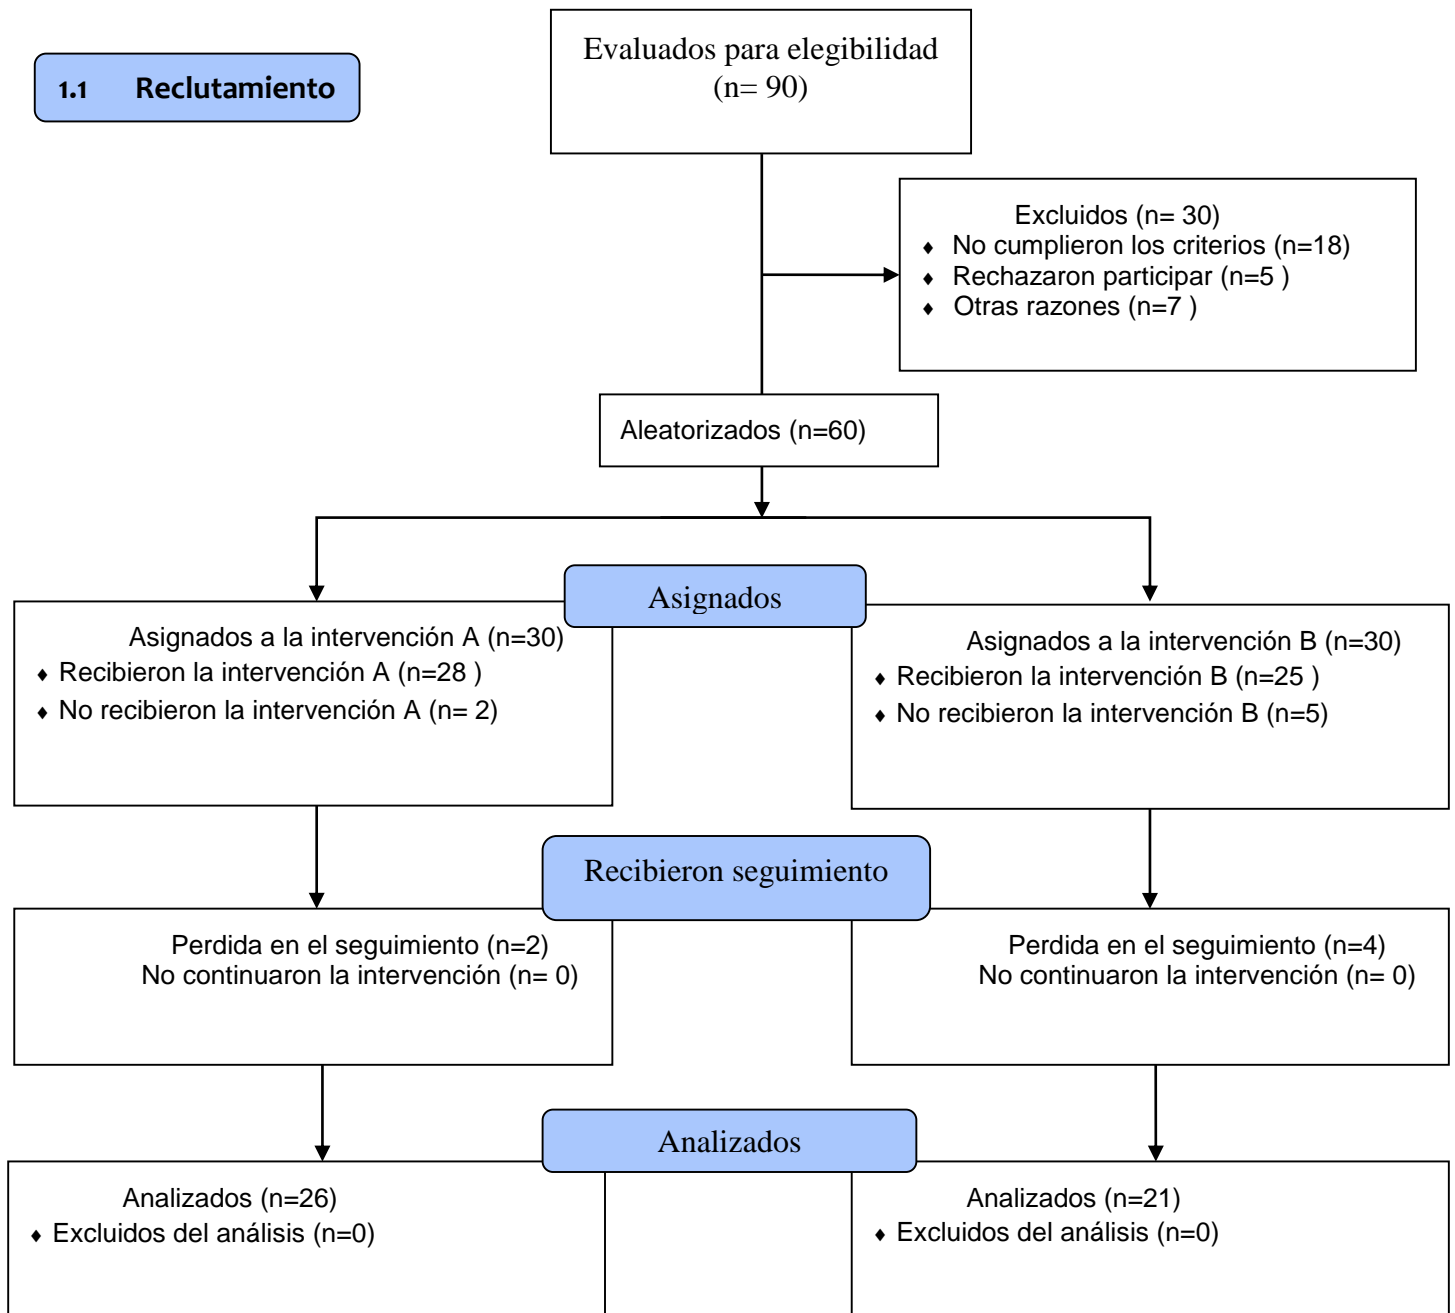 1.1 Reclutamiento
Evaluados para elegibilidad
(n= 90)
Excluidos (n= 30)
♦ No cumplieron los criterios (n=18)
♦ Rechazaron participar (n=5 )
♦ Otras razones (n=7 )
Aleatorizados (n=60)
Asignados
Asignados a la intervención A (n=30)
♦ Recibieron la intervención A (n=28 )
♦ No recibieron la intervención A (n= 2)
Asignados a la intervención B (n=30)
♦ Recibieron la intervención B (n=25 )
♦ No recibieron la intervención B (n=5)
Recibieron seguimiento
Perdida en el seguimiento (n=2)
No continuaron la intervención (n= 0)
Perdida en el seguimiento (n=4)
No continuaron la intervención (n= 0)
Analizados
Analizados (n=26)
♦ Excluidos del análisis (n=0)
Analizados (n=21)
♦ Excluidos del análisis (n=0)